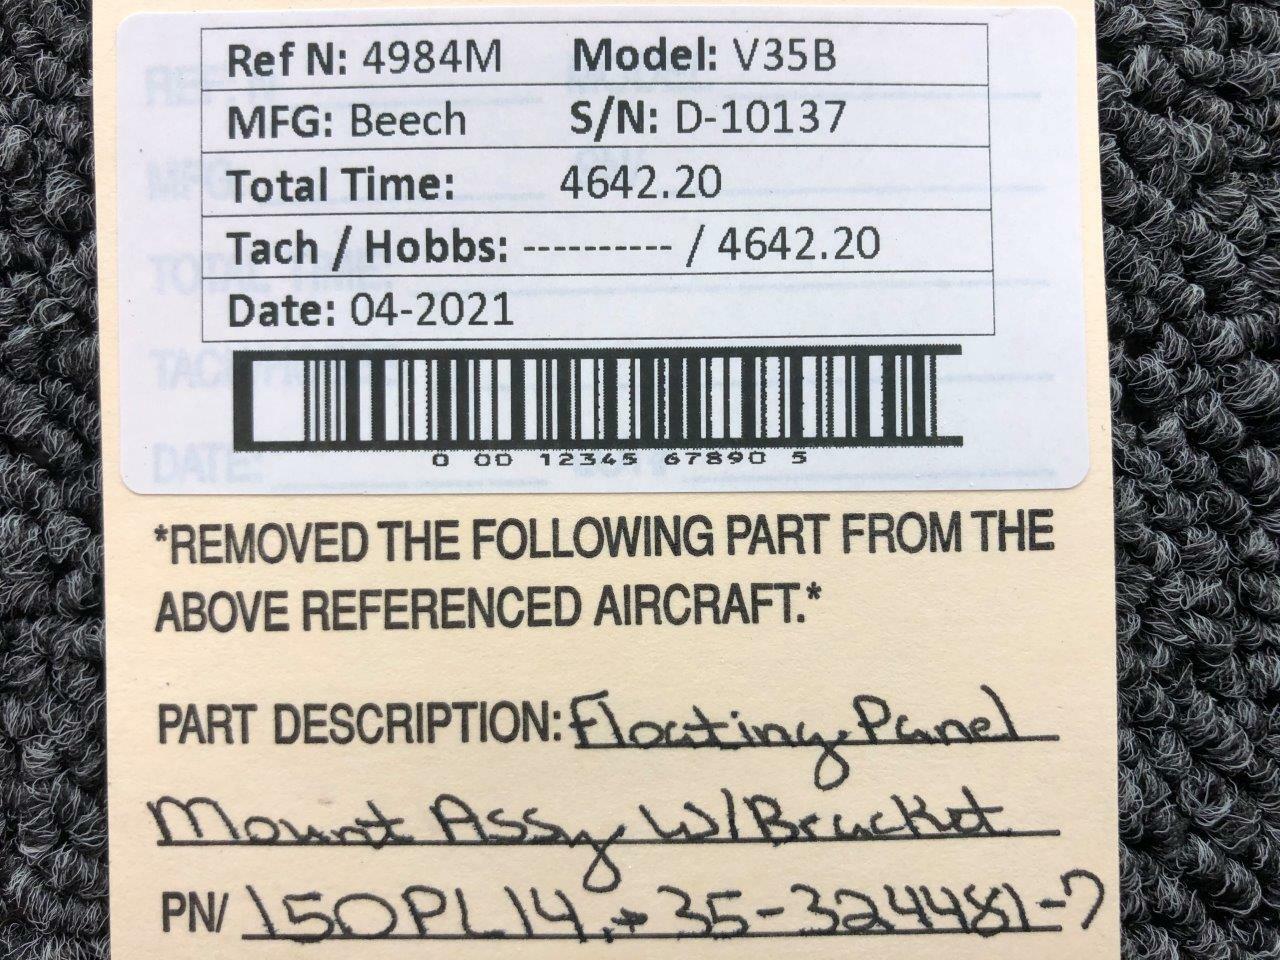 Ref N: 4984M Model: V35B
MFG: Beech S/N: D-10137
Total Time: 4642.20
Tach / Hobbs: ---------- / 4642.20
Date: 04-2021
0 00 12345 67890 5
*REMOVED THE FOLLOWING PART FROM THE
ABOVE REFERENCED AIRCRAFT.*
PART DESCRIPTION: Floating Panel
Mount Assy W/Bracket
PN/ 150PL14 + 35-324481-7